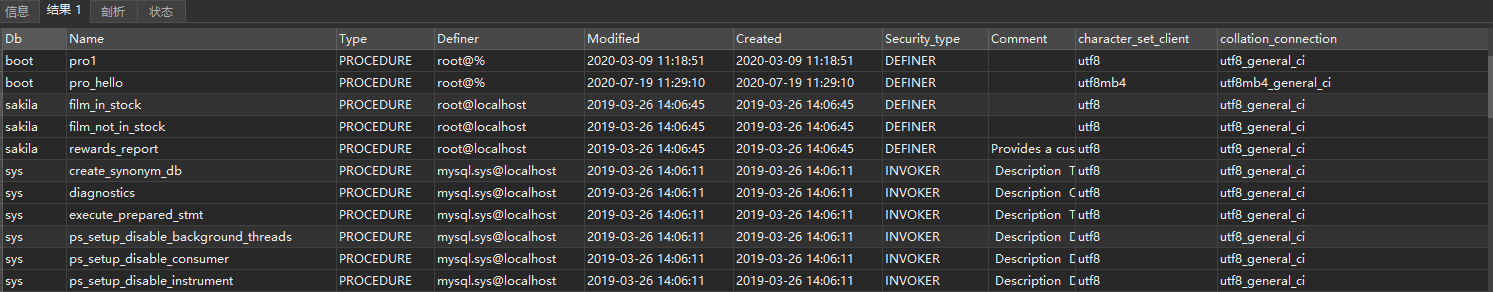 信息 结果 1 剖析 状态
Db Name Type Definer Modified Created Security_type Comment character_set_client collation_connection
boot pro1 PROCEDURE root@% 2020-03-09 11:18:51 2020-03-09 11:18:51 DEFINER utf8 utf8_general_ci
boot pro_hello PROCEDURE root@% 2020-07-19 11:29:10 2020-07-19 11:29:10 DEFINER utf8mb4 utf8mb4_general_ci
sakila film_in_stock PROCEDURE root@localhost 2019-03-26 14:06:45 2019-03-26 14:06:45 DEFINER utf8 utf8_general_ci
sakila film_not_in_stock PROCEDURE root@localhost 2019-03-26 14:06:45 2019-03-26 14:06:45 DEFINER utf8 utf8_general_ci
sakila rewards_report PROCEDURE root@localhost 2019-03-26 14:06:45 2019-03-26 14:06:45 DEFINER Provides a cus utf8 utf8_general_ci
sys create_synonym_db PROCEDURE mysql.sys@localhost 2019-03-26 14:06:11 2019-03-26 14:06:11 INVOKER Description T utf8 utf8_general_ci
sys diagnostics PROCEDURE mysql.sys@localhost 2019-03-26 14:06:11 2019-03-26 14:06:11 INVOKER Description C utf8 utf8_general_ci
sys execute_prepared_stmt PROCEDURE mysql.sys@localhost 2019-03-26 14:06:11 2019-03-26 14:06:11 INVOKER Description T utf8 utf8_general_ci
sys ps_setup_disable_background_threads PROCEDURE mysql.sys@localhost 2019-03-26 14:06:11 2019-03-26 14:06:11 INVOKER Description D utf8 utf8_general_ci
sys ps_setup_disable_consumer PROCEDURE mysql.sys@localhost 2019-03-26 14:06:11 2019-03-26 14:06:11 INVOKER Description D utf8 utf8_general_ci
sys ps_setup_disable_instrument PROCEDURE mysql.sys@localhost 2019-03-26 14:06:11 2019-03-26 14:06:11 INVOKER Description D utf8 utf8_general_ci